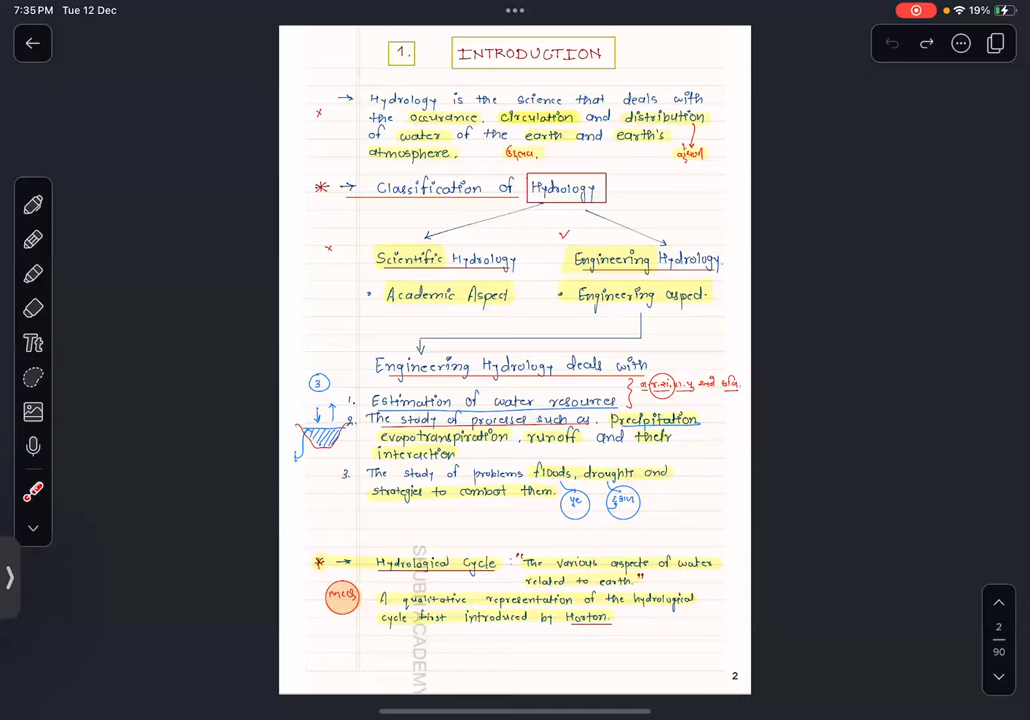 7:35 PM Tue 12 Dec
19%
1. INTRODUCTION
→ Hydrology is the science that deals with
the occurance, circulation and distribution
of water of the earth and earth's
atmosphere.
* → Classification of Hydrology
Scientific Hydrology
Engineering Hydrology
• Academic Aspect
• Engineering aspect.
Engineering Hydrology deals with
3
1. Estimation of water resources
2. The study of processes such as. Precipitation
evapotranspiration, runoff and their
interaction
3. The study of problems floods, droughts and
strategies to combat them.
* → Hydrological Cycle : "The various aspects of water
related to earth."
MCQ
A qualitative representation of the hydrological
cycle first introduced by Horton.
Tt
2
90
2